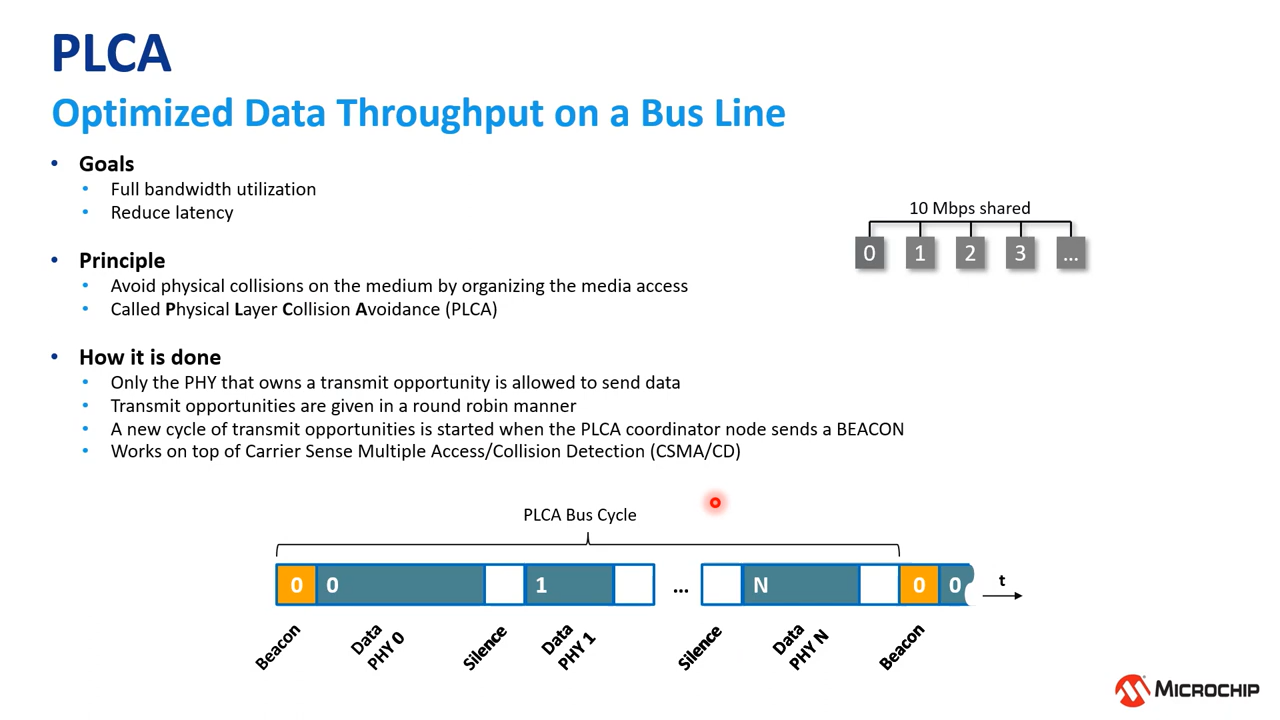 PLCA
Optimized Data Throughput on a Bus Line
• Goals
• Full bandwidth utilization
• Reduce latency
10 Mbps shared
0 1 2 3 ...
• Principle
• Avoid physical collisions on the medium by organizing the media access
• Called Physical Layer Collision Avoidance (PLCA)
• How it is done
• Only the PHY that owns a transmit opportunity is allowed to send data
• Transmit opportunities are given in a round robin manner
• A new cycle of transmit opportunities is started when the PLCA coordinator node sends a BEACON
• Works on top of Carrier Sense Multiple Access/Collision Detection (CSMA/CD)
PLCA Bus Cycle
0 0 1 ... N 0 0 t
Beacon
Data
PHY 0
Silence
Data
PHY 1
Silence
Data
PHY N
Beacon
MICROCHIP